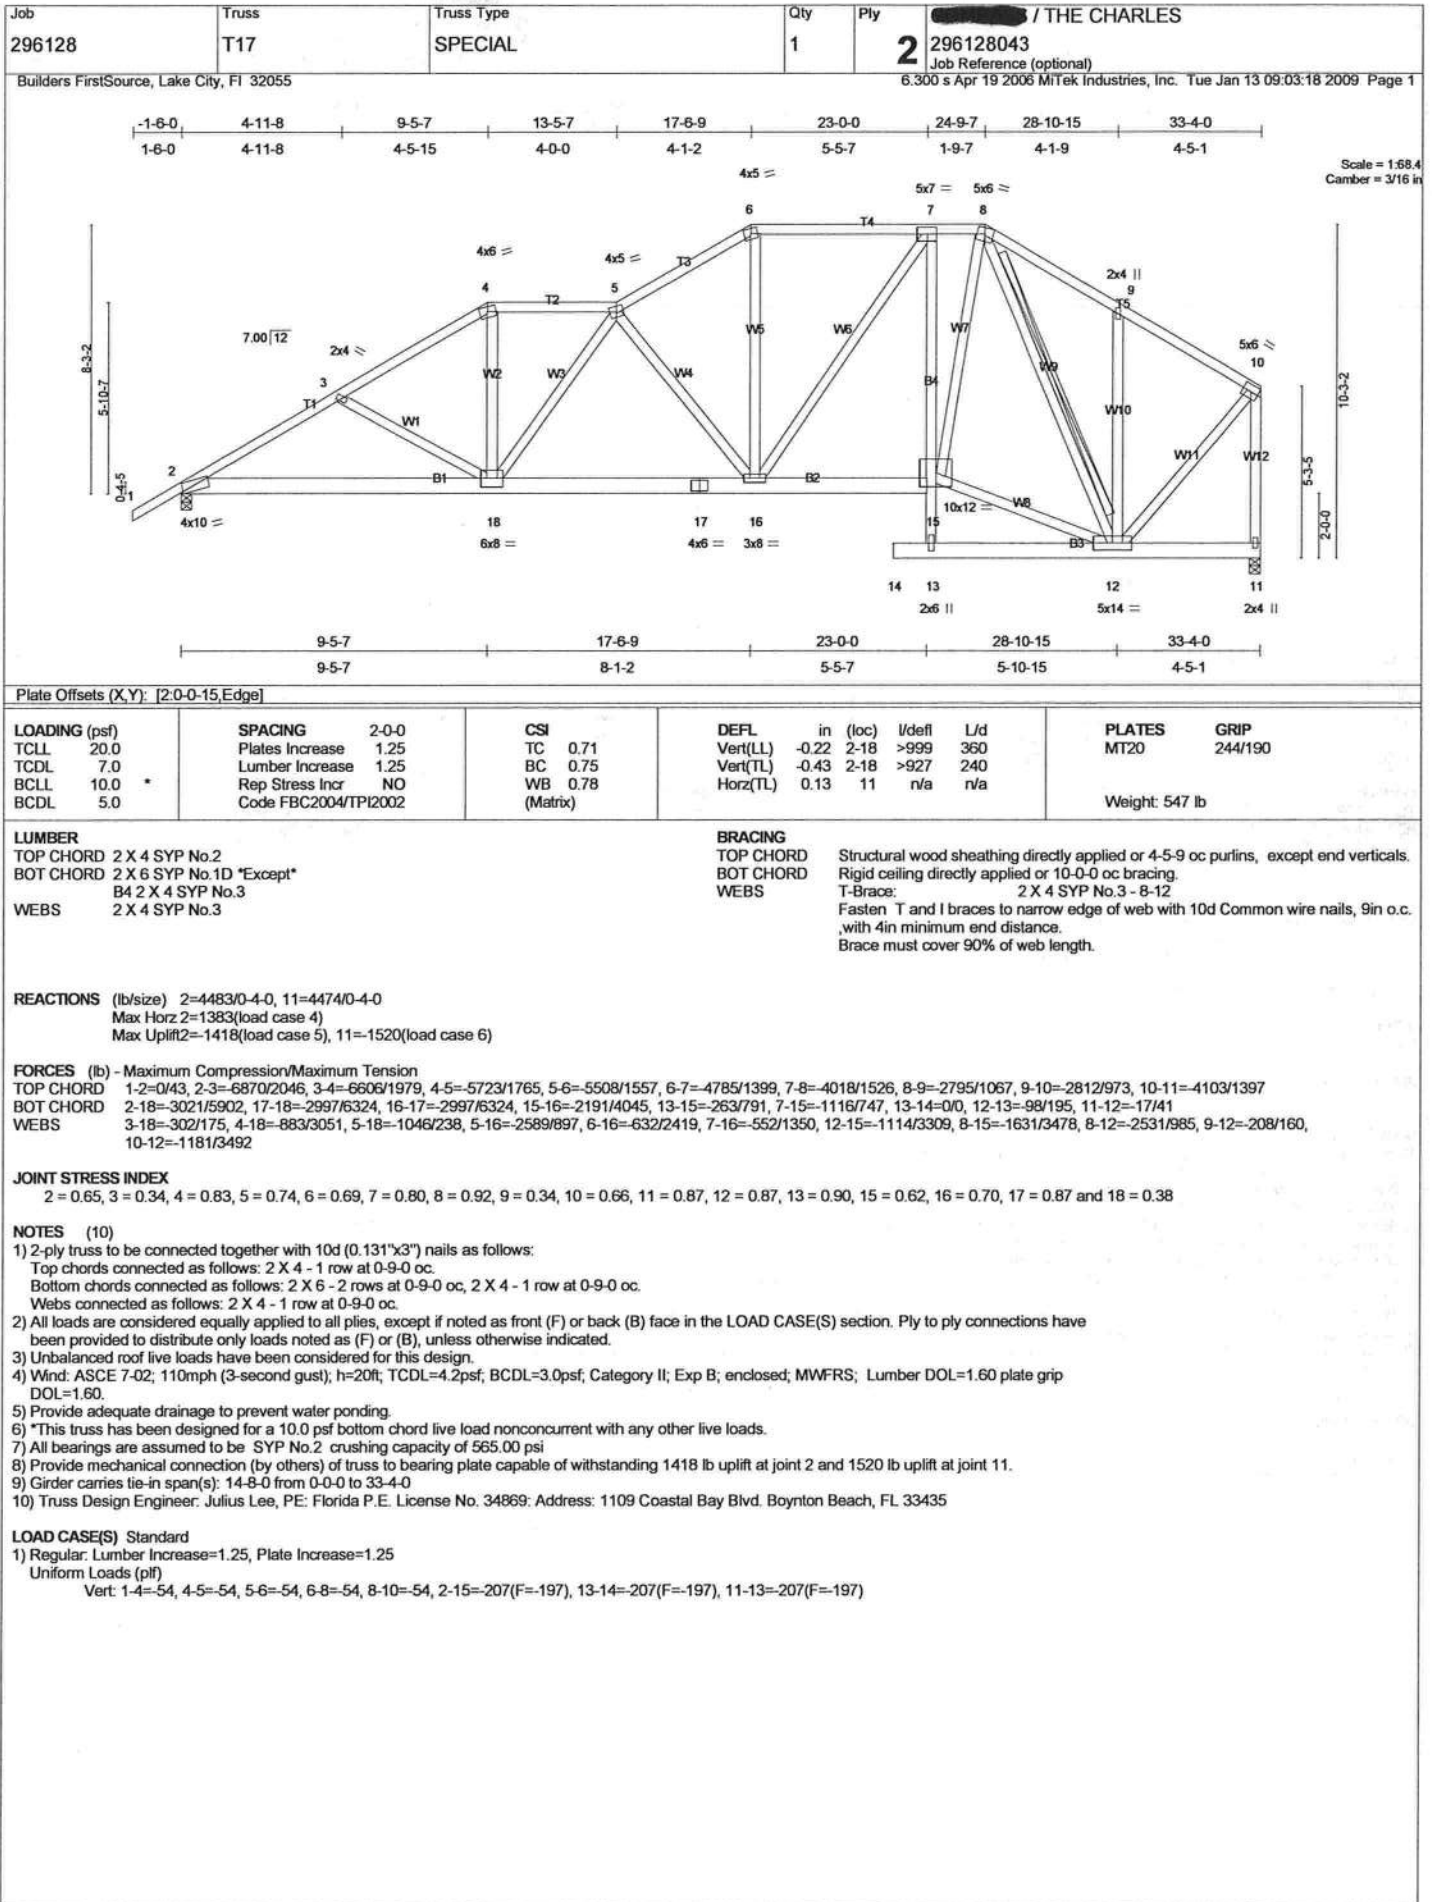 Job Truss Truss Type Qty Ply / THE CHARLES
296128 T17 SPECIAL 1 2 296128043
Job Reference (optional)
Builders FirstSource, Lake City, Fl 32055 6.300 s Apr 19 2006 MiTek Industries, Inc. Tue Jan 13 09:03:18 2009 Page 1
-1-6-0 4-11-8 9-5-7 13-5-7 17-6-9 23-0-0 24-9-7 28-10-15 33-4-0
1-6-0 4-11-8 4-5-15 4-0-0 4-1-2 5-5-7 1-9-7 4-1-9 4-5-1
Scale = 1:68.4
Camber = 3/16 in
4x5 =
5x7 = 5x6 =
6 7 8
T4
4x6 = 4x5 = T3
2x4 ||
4 5 9
T2 T5
7.00 12
2x4 =
W5 W6 W7
5x6 =
10
8-3-2
5-10-7
10-3-2
3
T1
W2 W3 W4 W9
B4
W10
W1
W11 W12
5-3-5
2 0-4-5
1
B1 B2
10x12 = W8
2-0-0
4x10 = 18 17 16 15
6x8 = 4x6 = 3x8 =
B3
14 13 12 11
2x6 || 5x14 = 2x4 ||
9-5-7 17-6-9 23-0-0 28-10-15 33-4-0
9-5-7 8-1-2 5-5-7 5-10-15 4-5-1
Plate Offsets (X,Y): [2:0-0-15,Edge]
LOADING (psf) SPACING 2-0-0 CSI DEFL in (loc) l/defl L/d PLATES GRIP
TCLL 20.0 Plates Increase 1.25 TC 0.71 Vert(LL) -0.22 2-18 >999 360 MT20 244/190
TCDL 7.0 Lumber Increase 1.25 BC 0.75 Vert(TL) -0.43 2-18 >927 240
BCLL 10.0 * Rep Stress Incr NO WB 0.78 Horz(TL) 0.13 11 n/a n/a
BCDL 5.0 Code FBC2004/TPI2002 (Matrix) Weight: 547 lb
LUMBER BRACING
TOP CHORD 2 X 4 SYP No.2 TOP CHORD Structural wood sheathing directly applied or 4-5-9 oc purlins, except end verticals.
BOT CHORD 2 X 6 SYP No.1D *Except* BOT CHORD Rigid ceiling directly applied or 10-0-0 oc bracing.
B4 2 X 4 SYP No.3 WEBS T-Brace: 2 X 4 SYP No.3 - 8-12
WEBS 2 X 4 SYP No.3 Fasten T and I braces to narrow edge of web with 10d Common wire nails, 9in o.c.
,with 4in minimum end distance.
Brace must cover 90% of web length.
REACTIONS (lb/size) 2=4483/0-4-0, 11=4474/0-4-0
Max Horz 2=1383(load case 4)
Max Uplift2=-1418(load case 5), 11=-1520(load case 6)
FORCES (lb) - Maximum Compression/Maximum Tension
TOP CHORD 1-2=0/43, 2-3=-6870/2046, 3-4=-6606/1979, 4-5=-5723/1765, 5-6=-5508/1557, 6-7=-4785/1399, 7-8=-4018/1526, 8-9=-2795/1067, 9-10=-2812/973, 10-11=-4103/1397
BOT CHORD 2-18=-3021/5902, 17-18=-2997/6324, 16-17=-2997/6324, 15-16=-2191/4045, 13-15=-263/791, 7-15=-1116/747, 13-14=0/0, 12-13=-98/195, 11-12=-17/41
WEBS 3-18=-302/175, 4-18=-883/3051, 5-18=-1046/238, 5-16=-2589/897, 6-16=-632/2419, 7-16=-552/1350, 12-15=-1114/3309, 8-15=-1631/3478, 8-12=-2531/985, 9-12=-208/160,
10-12=-1181/3492
JOINT STRESS INDEX
2 = 0.65, 3 = 0.34, 4 = 0.83, 5 = 0.74, 6 = 0.69, 7 = 0.80, 8 = 0.92, 9 = 0.34, 10 = 0.66, 11 = 0.87, 12 = 0.87, 13 = 0.90, 15 = 0.62, 16 = 0.70, 17 = 0.87 and 18 = 0.38
NOTES (10)
1) 2-ply truss to be connected together with 10d (0.131"x3") nails as follows:
Top chords connected as follows: 2 X 4 - 1 row at 0-9-0 oc.
Bottom chords connected as follows: 2 X 6 - 2 rows at 0-9-0 oc, 2 X 4 - 1 row at 0-9-0 oc.
Webs connected as follows: 2 X 4 - 1 row at 0-9-0 oc.
2) All loads are considered equally applied to all plies, except if noted as front (F) or back (B) face in the LOAD CASE(S) section. Ply to ply connections have
been provided to distribute only loads noted as (F) or (B), unless otherwise indicated.
3) Unbalanced roof live loads have been considered for this design.
4) Wind: ASCE 7-02; 110mph (3-second gust); h=20ft; TCDL=4.2psf; BCDL=3.0psf; Category II; Exp B; enclosed; MWFRS; Lumber DOL=1.60 plate grip
DOL=1.60.
5) Provide adequate drainage to prevent water ponding.
6) *This truss has been designed for a 10.0 psf bottom chord live load nonconcurrent with any other live loads.
7) All bearings are assumed to be SYP No.2 crushing capacity of 565.00 psi
8) Provide mechanical connection (by others) of truss to bearing plate capable of withstanding 1418 lb uplift at joint 2 and 1520 lb uplift at joint 11.
9) Girder carries tie-in span(s): 14-8-0 from 0-0-0 to 33-4-0
10) Truss Design Engineer: Julius Lee, PE: Florida P.E. License No. 34869: Address: 1109 Coastal Bay Blvd. Boynton Beach, FL 33435
LOAD CASE(S) Standard
1) Regular: Lumber Increase=1.25, Plate Increase=1.25
Uniform Loads (plf)
Vert: 1-4=-54, 4-5=-54, 5-6=-54, 6-8=-54, 8-10=-54, 2-15=-207(F=-197), 13-14=-207(F=-197), 11-13=-207(F=-197)